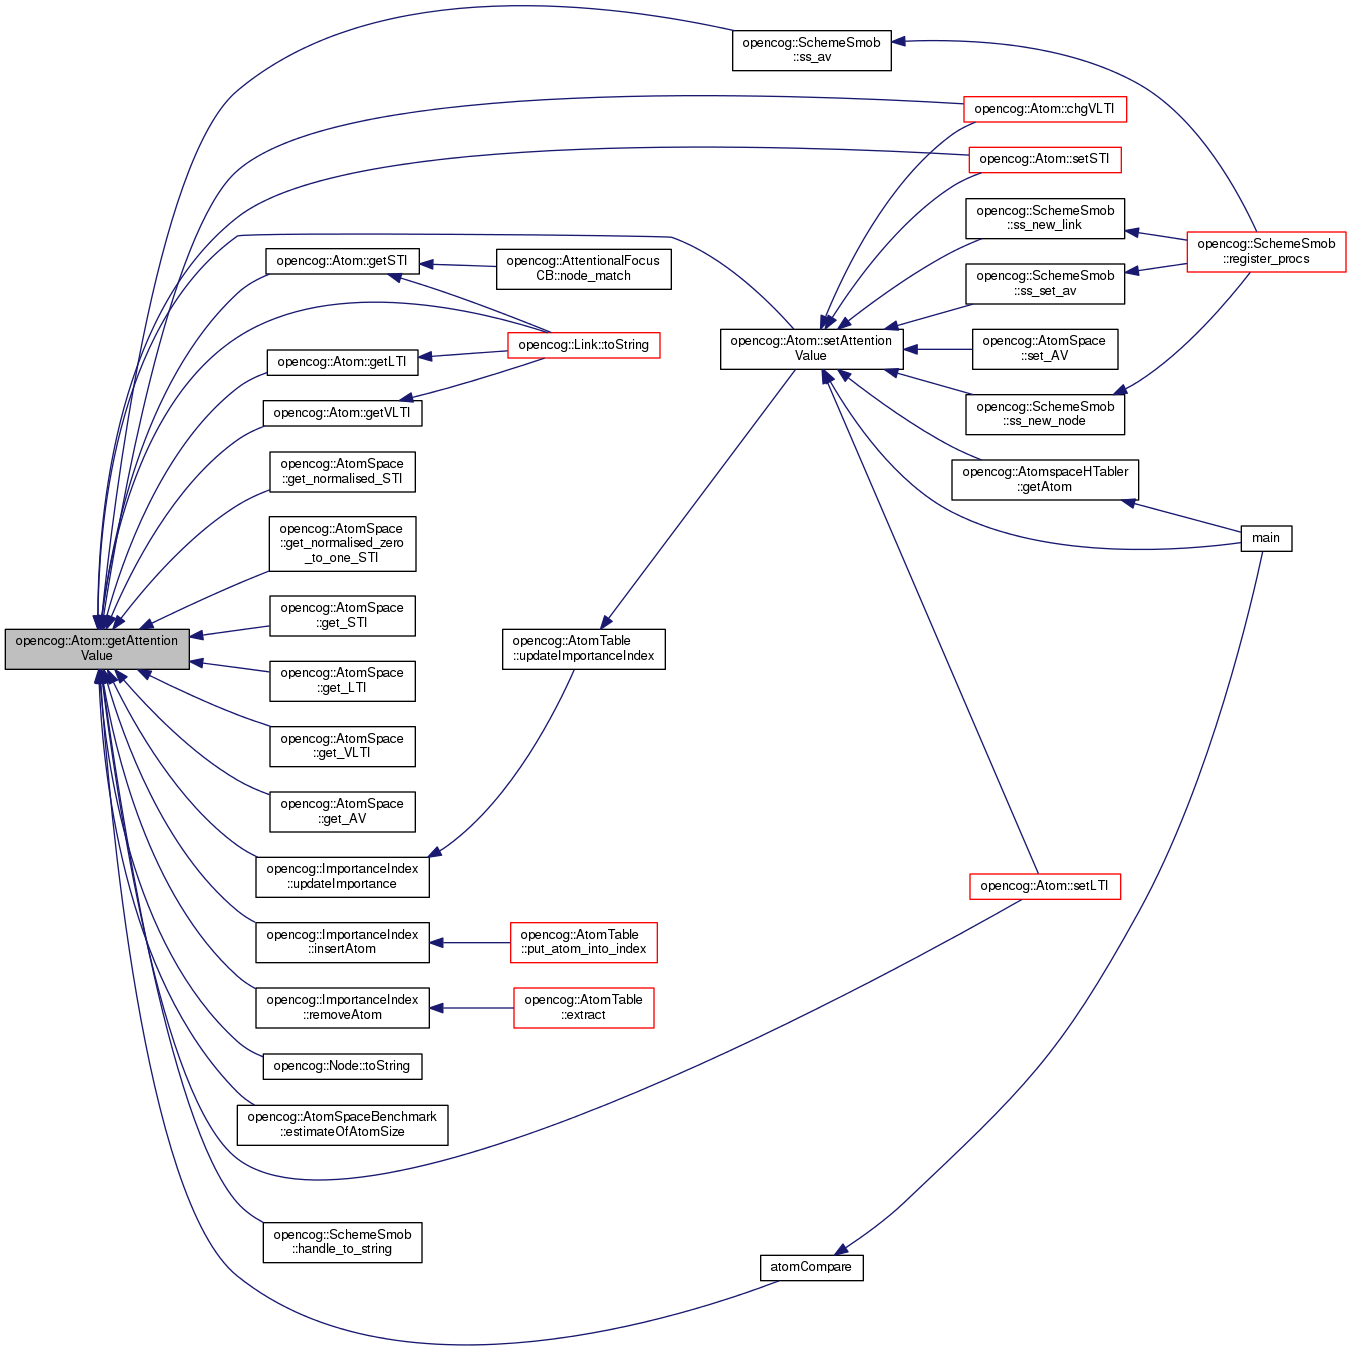 opencog::SchemeSmob
::ss_av
opencog::Atom::chgVLTI
opencog::Atom::setSTI
opencog::SchemeSmob
::ss_new_link
opencog::SchemeSmob
::register_procs
opencog::Atom::getSTI
opencog::AttentionalFocus
CB::node_match
opencog::SchemeSmob
::ss_set_av
opencog::Link::toString
opencog::Atom::setAttention
Value
opencog::AtomSpace
::set_AV
opencog::Atom::getLTI
opencog::Atom::getVLTI
opencog::SchemeSmob
::ss_new_node
opencog::AtomSpace
::get_normalised_STI
opencog::AtomspaceHTabler
::getAtom
opencog::AtomSpace
::get_normalised_zero
_to_one_STI
main
opencog::AtomSpace
::get_STI
opencog::Atom::getAttention
Value
opencog::AtomTable
::updateImportanceIndex
opencog::AtomSpace
::get_LTI
opencog::AtomSpace
::get_VLTI
opencog::AtomSpace
::get_AV
opencog::ImportanceIndex
::updateImportance
opencog::Atom::setLTI
opencog::ImportanceIndex
::insertAtom
opencog::AtomTable
::put_atom_into_index
opencog::ImportanceIndex
::removeAtom
opencog::AtomTable
::extract
opencog::Node::toString
opencog::AtomSpaceBenchmark
::estimateOfAtomSize
opencog::SchemeSmob
::handle_to_string
atomCompare